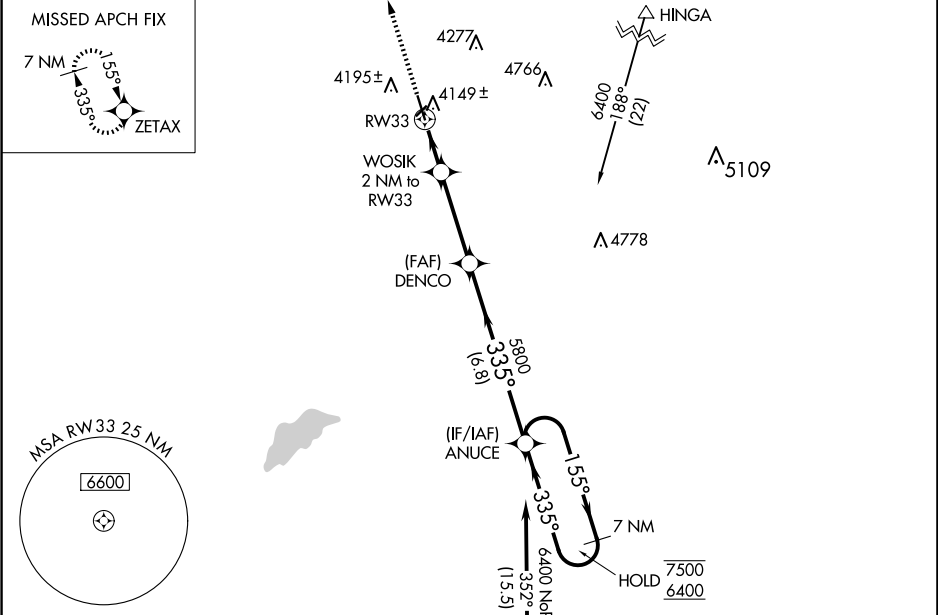 MISSED APCH FIX
7 NM
155°
335°
ZETAX
4277
4195±
4766
4149±
RW33
HINGA
6400
188°
(22)
5109
WOSIK
2 NM to
RW33
4778
(FAF)
DENCO
5800
335°
(6.8)
MSA RW33 25 NM
6600
(IF/IAF)
ANUCE
155°
335°
7 NM
HOLD
7500
6400
6400
352°
(15.5)